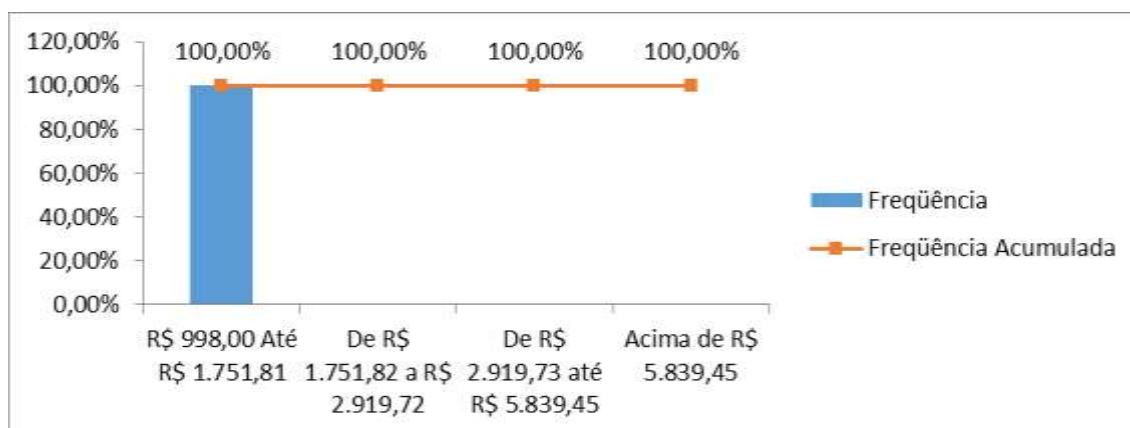 120,00%
100,00%
80,00%
60,00%
40,00%
20,00%
0,00%
100,00%
100,00%
100,00%
100,00%
R$ 998,00 Até
R$ 1.751,81
De R$
1.751,82 a R$
2.919,72
De R$
2.919,73 até
R$ 5.839,45
Acima de R$
5.839,45
Freqüência
Freqüência Acumulada